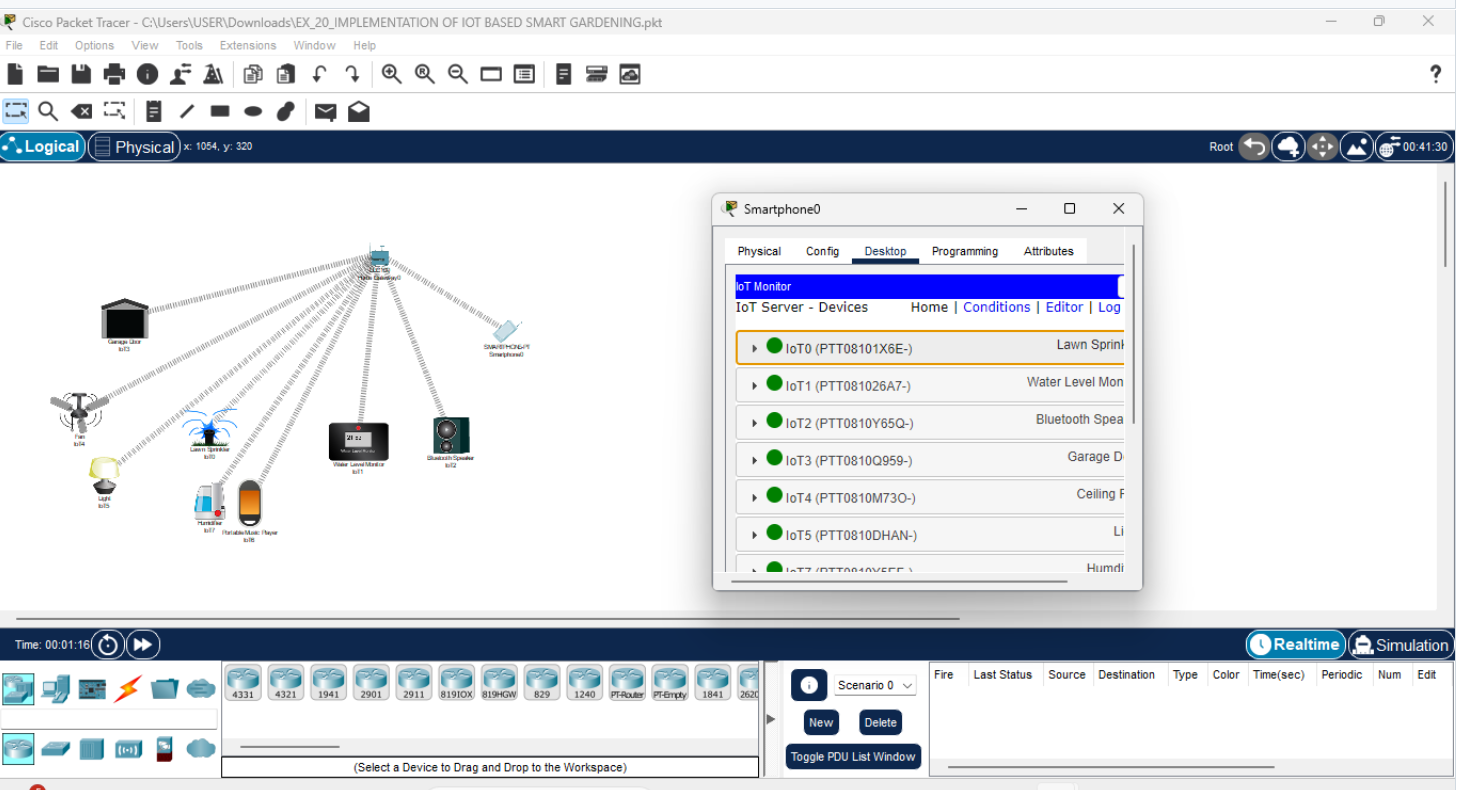 Cisco Packet Tracer - C:\Users\USER\Downloads\EX_20_IMPLEMENTATION OF IOT BASED SMART GARDENING.pkt
File Edit Options View Tools Extensions Window Help
?
Logical Physical x: 1054, y: 320
Root 00:41:30
Smartphone0
Physical Config Desktop Programming Attributes
IoT Monitor
IoT Server - Devices Home | Conditions | Editor | Log
IoT0 (PTT08101X6E-) Lawn Sprink
IoT1 (PTT081026A7-) Water Level Mon
IoT2 (PTT0810Y65Q-) Bluetooth Spea
IoT3 (PTT0810Q959-) Garage D
IoT4 (PTT0810M73O-) Ceiling F
IoT5 (PTT0810DHAN-) Li
IoT7 (PTT0810Y5EE-) Humdi
Home Gateway0
SMARTPHONE-PT
Smartphone0
Garage Door
IoT3
Fan
IoT4
Lawn Sprinkler
IoT0
Light
IoT5
Water Level Monitor
IoT1
Bluetooth Speaker
IoT2
Humidifier
IoT7
Portable Music Player
IoT6
Time: 00:01:16
Realtime Simulation
4331 4321 1941 2901 2911 819IOX 819HGW 829 1240 PT-Router PT-Empty 1841 2620
(Select a Device to Drag and Drop to the Workspace)
Scenario 0
New Delete
Toggle PDU List Window
Fire Last Status Source Destination Type Color Time(sec) Periodic Num Edit